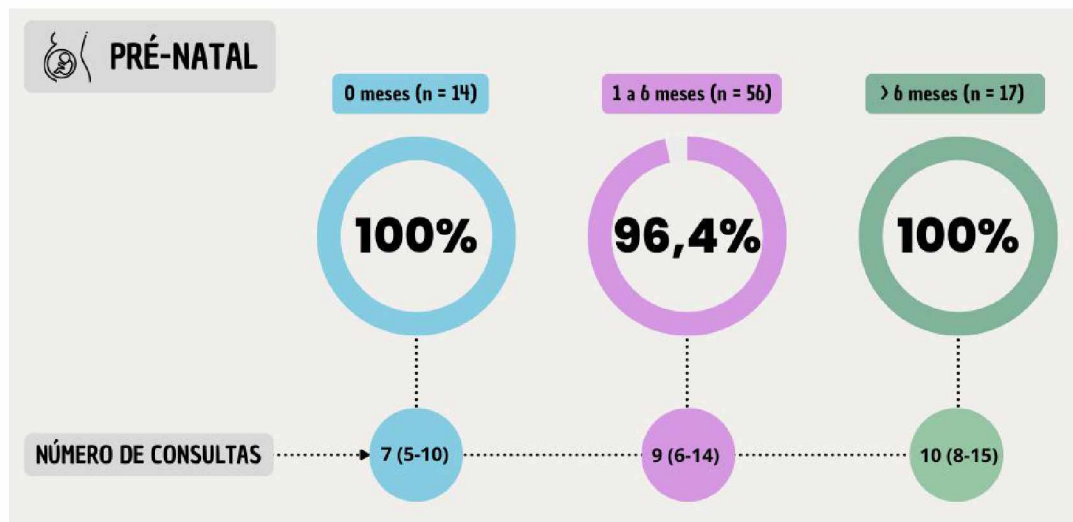 PRÉ-NATAL
0 meses (n = 14)
1 a 6 meses (n = 56)
> 6 meses (n = 17)
100%
96,4%
100%
NÚMERO DE CONSULTAS
7 (5-10)
9 (6-14)
10 (8-15)